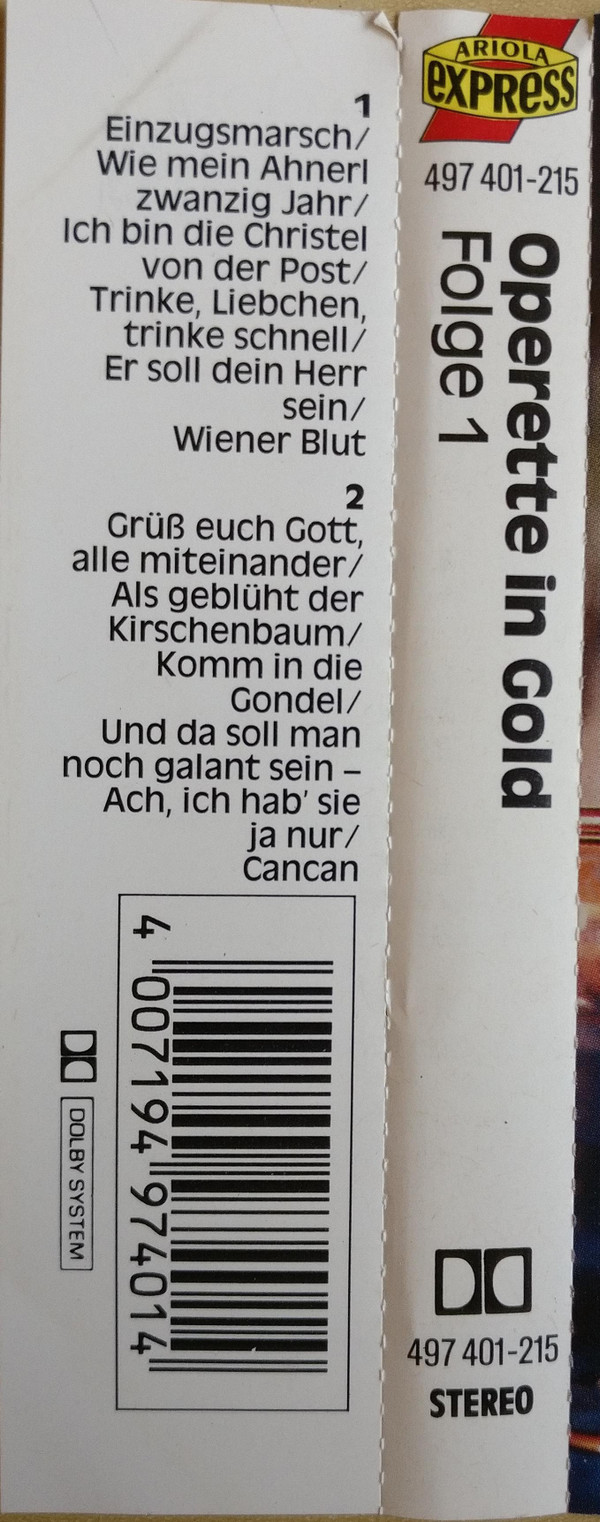 1
Einzugsmarsch/
Wie mein Ahnerl
zwanzig Jahr/
Ich bin die Christel
von der Post/
Trinke, Liebchen,
trinke schnell/
Er soll dein Herr
sein/
Wiener Blut
2
Grüß euch Gott,
alle miteinander/
Als geblüht der
Kirschenbaum/
Komm in die
Gondel/
Und da soll man
noch galant sein –
Ach, ich hab' sie
ja nur/
Cancan
4 007194 974014
DOLBY SYSTEM
ARIOLA
EXPRESS
497 401-215
Operette in Gold
Folge 1
497 401-215
STEREO